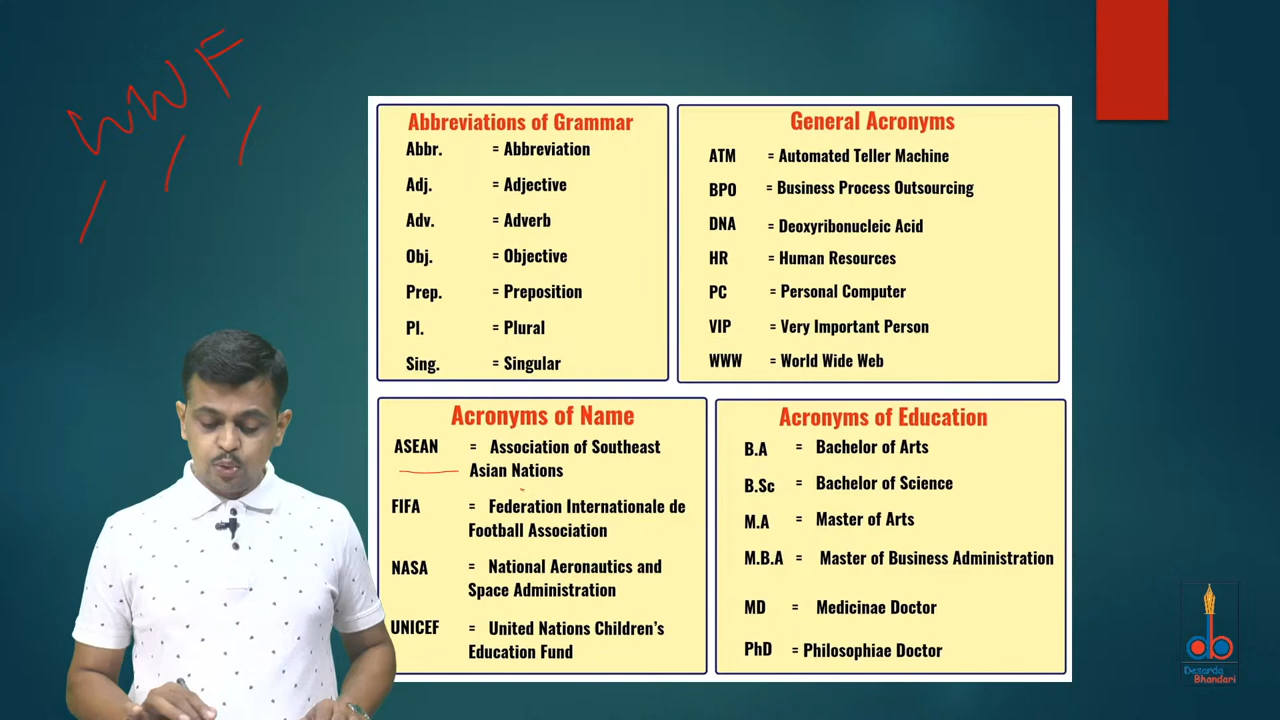 WWF
Abbreviations of Grammar
Abbr. = Abbreviation
Adj. = Adjective
Adv. = Adverb
Obj. = Objective
Prep. = Preposition
Pl. = Plural
Sing. = Singular
General Acronyms
ATM = Automated Teller Machine
BPO = Business Process Outsourcing
DNA = Deoxyribonucleic Acid
HR = Human Resources
PC = Personal Computer
VIP = Very Important Person
WWW = World Wide Web
Acronyms of Name
ASEAN = Association of Southeast
Asian Nations
FIFA = Federation Internationale de
Football Association
NASA = National Aeronautics and
Space Administration
UNICEF = United Nations Children's
Education Fund
Acronyms of Education
B.A = Bachelor of Arts
B.Sc = Bachelor of Science
M.A = Master of Arts
M.B.A = Master of Business Administration
MD = Medicinae Doctor
PhD = Philosophiae Doctor
Desarda
Bhandari